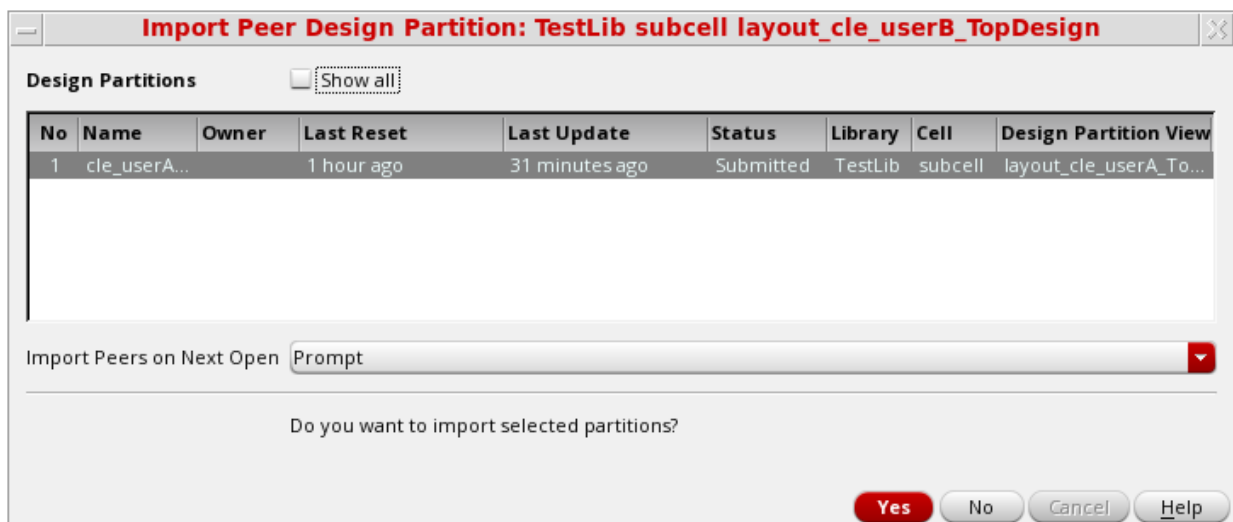 Import Peer Design Partition: TestLib subcell layout_cle_userB_TopDesign
Design Partitions Show all
No Name Owner Last Reset Last Update Status Library Cell Design Partition View
1 cle_userA... 1 hour ago 31 minutes ago Submitted TestLib subcell layout_cle_userA_To...
Import Peers on Next Open Prompt
Do you want to import selected partitions?
Yes No Cancel Help